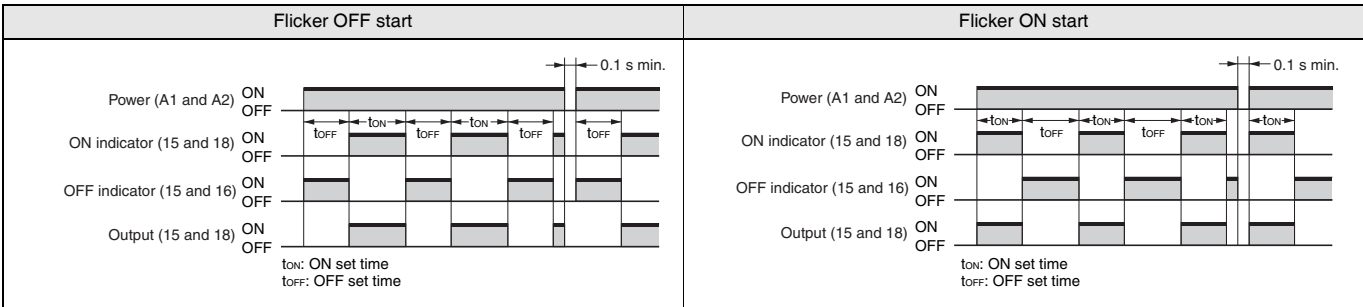 Flicker OFF start
0.1 s min.
Power (A1 and A2) ON
OFF
tOFF tON tOFF tON tOFF tOFF
ON indicator (15 and 18) ON
OFF
OFF indicator (15 and 16) ON
OFF
Output (15 and 18) ON
OFF
tON: ON set time
tOFF: OFF set time
Flicker ON start
0.1 s min.
Power (A1 and A2) ON
OFF
tON tOFF tON tOFF tON tON
ON indicator (15 and 18) ON
OFF
OFF indicator (15 and 16) ON
OFF
Output (15 and 18) ON
OFF
tON: ON set time
tOFF: OFF set time